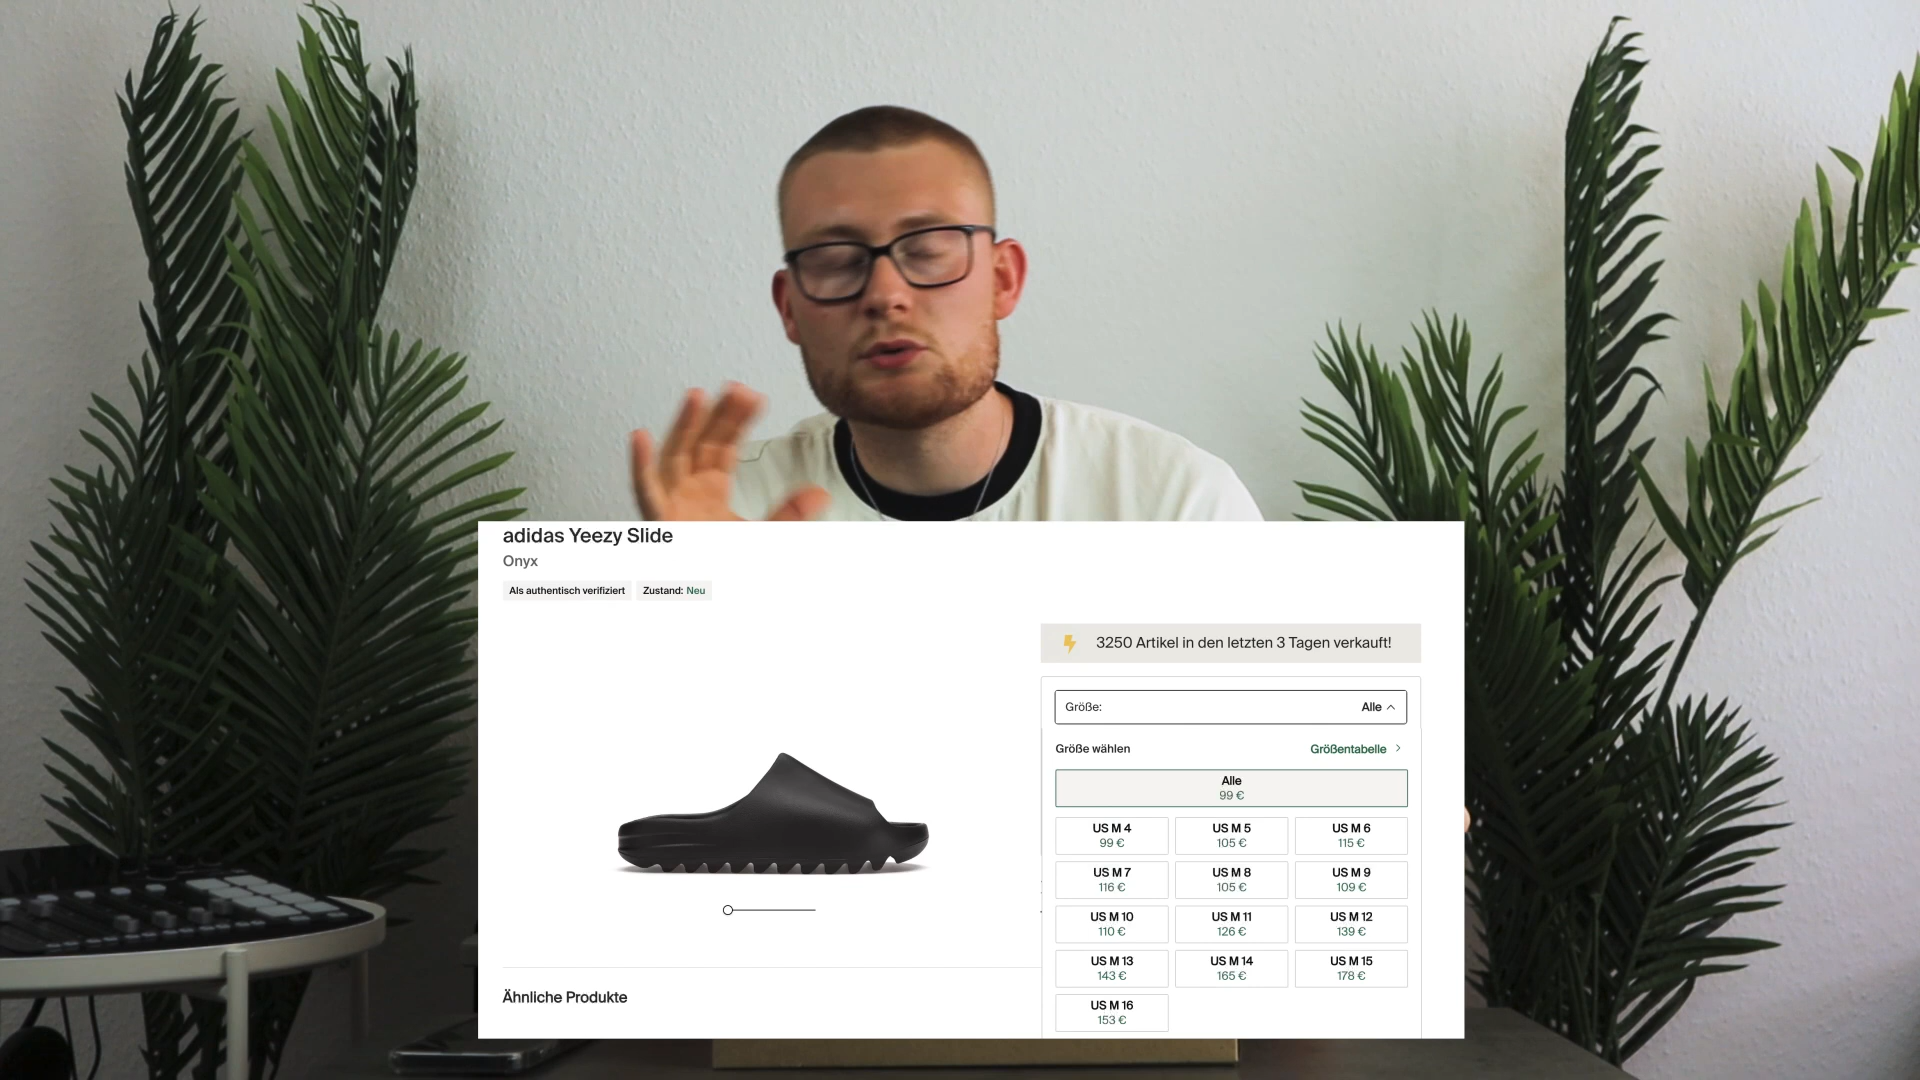 adidas Yeezy Slide
Onyx
Als authentisch verifiziert
Zustand: Neu
3250 Artikel in den letzten 3 Tagen verkauft!
Größe:
Alle
Größe wählen
Größentabelle
Alle
99 €
US M 4
99 €
US M 5
105 €
US M 6
115 €
US M 7
116 €
US M 8
105 €
US M 9
109 €
US M 10
110 €
US M 11
126 €
US M 12
139 €
US M 13
143 €
US M 14
165 €
US M 15
178 €
US M 16
153 €
Ähnliche Produkte